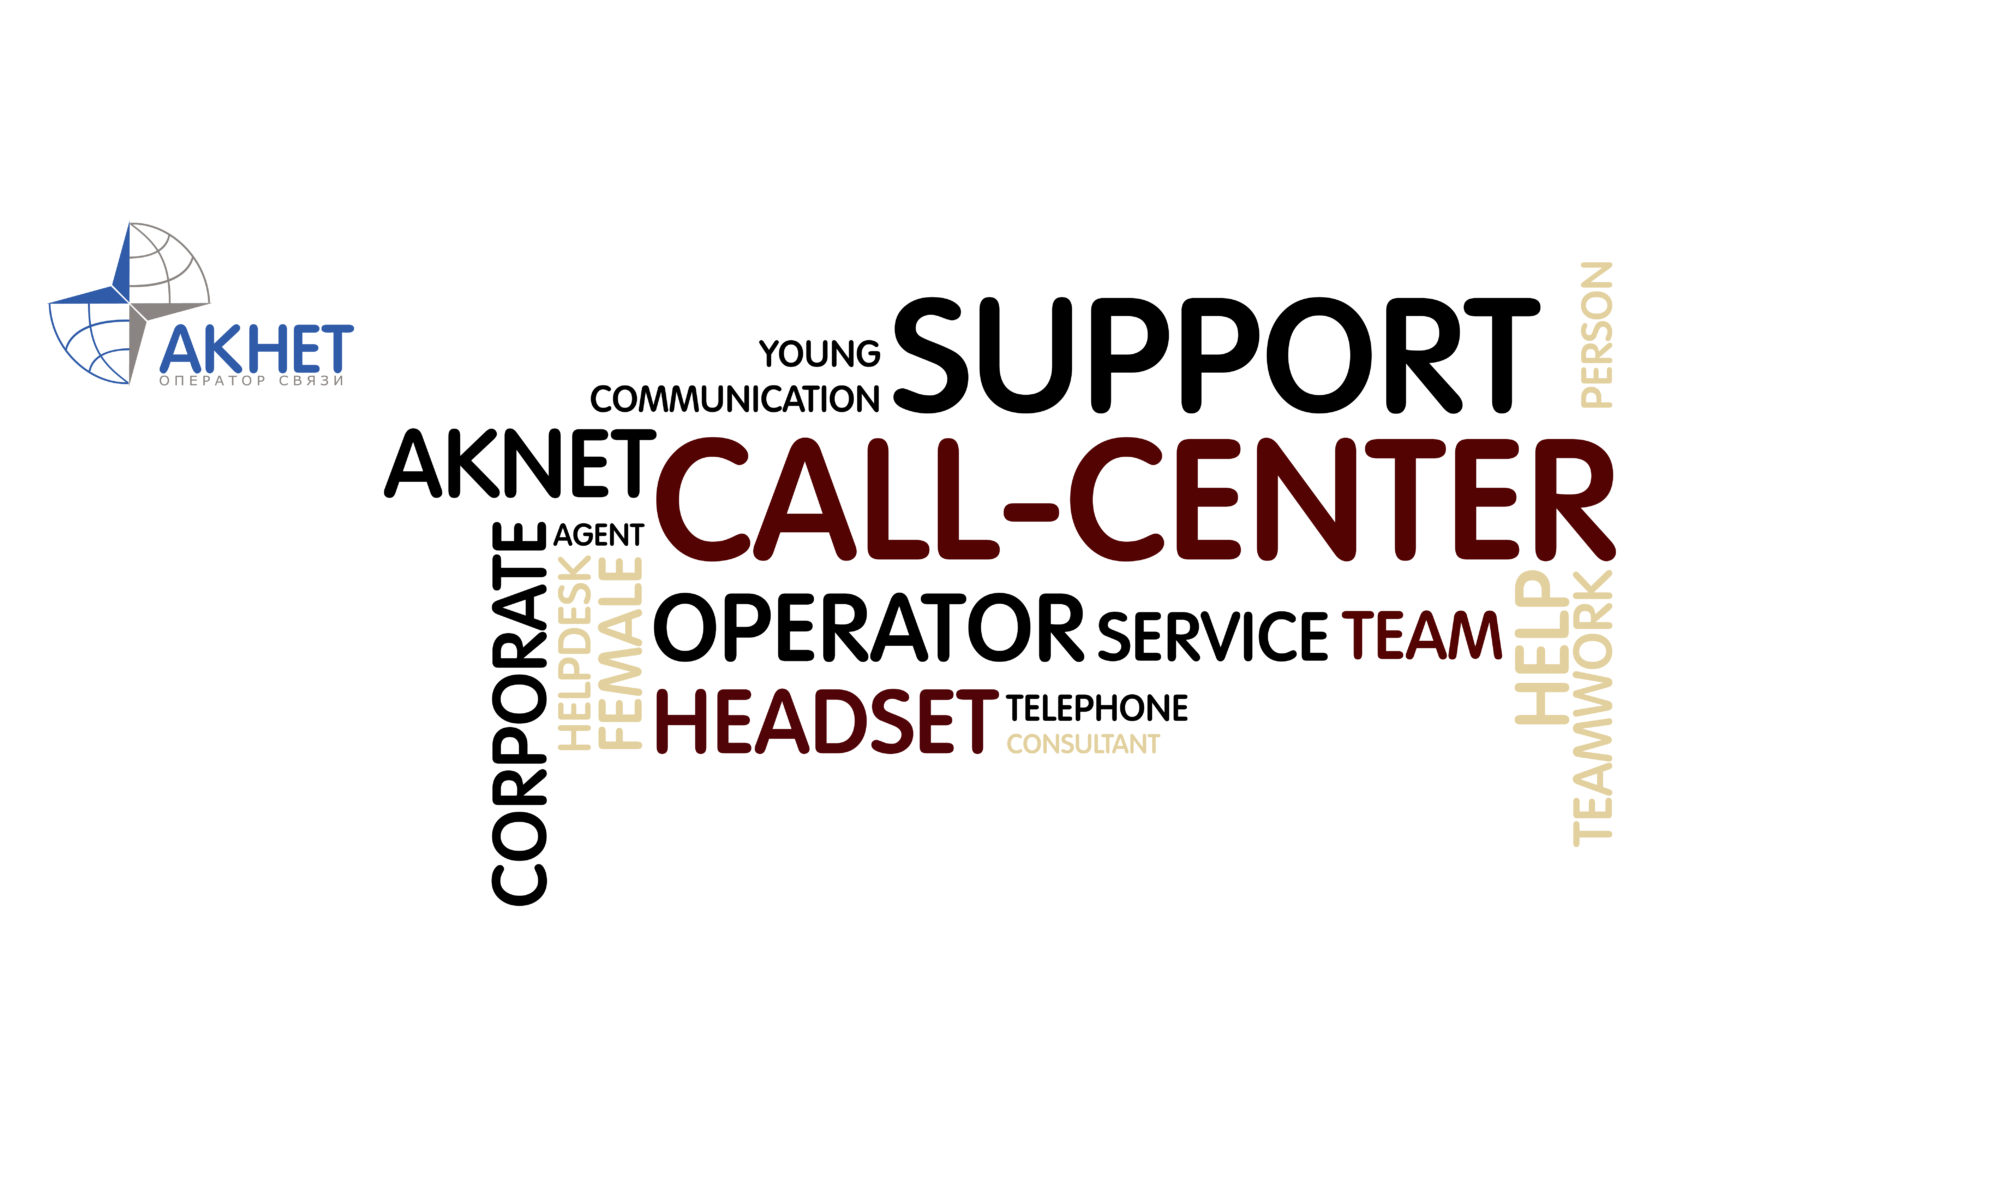 АКНЕТ
ОПЕРАТОР СВЯЗИ
PERSON
SUPPORT
YOUNG
COMMUNICATION
AKNET
CALL-CENTER
CORPORATE
AGENT
HELPDESK
FEMALE
OPERATOR
SERVICE
TEAM
HELP
TEAMWORK
HEADSET
TELEPHONE
CONSULTANT